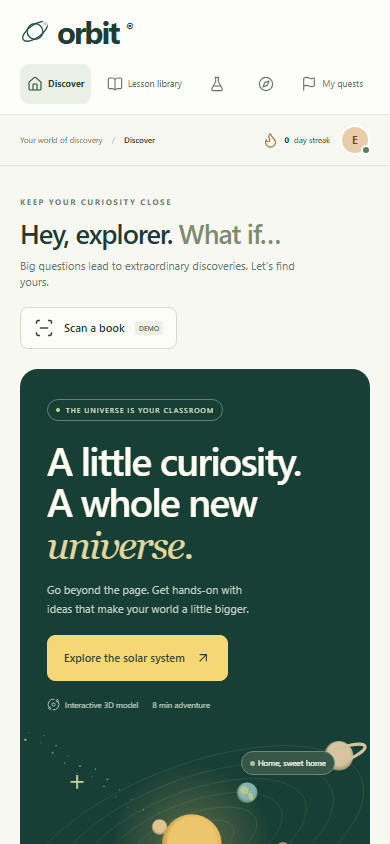 orbit ®
Discover
Lesson library
My quests
Your world of discovery / Discover
0 day streak
E
KEEP YOUR CURIOSITY CLOSE
Hey, explorer. What if…
Big questions lead to extraordinary discoveries. Let's find
yours.
Scan a book DEMO
THE UNIVERSE IS YOUR CLASSROOM
A little curiosity.
A whole new
universe.
Go beyond the page. Get hands-on with
ideas that make your world a little bigger.
Explore the solar system
Interactive 3D model 8 min adventure
Home, sweet home